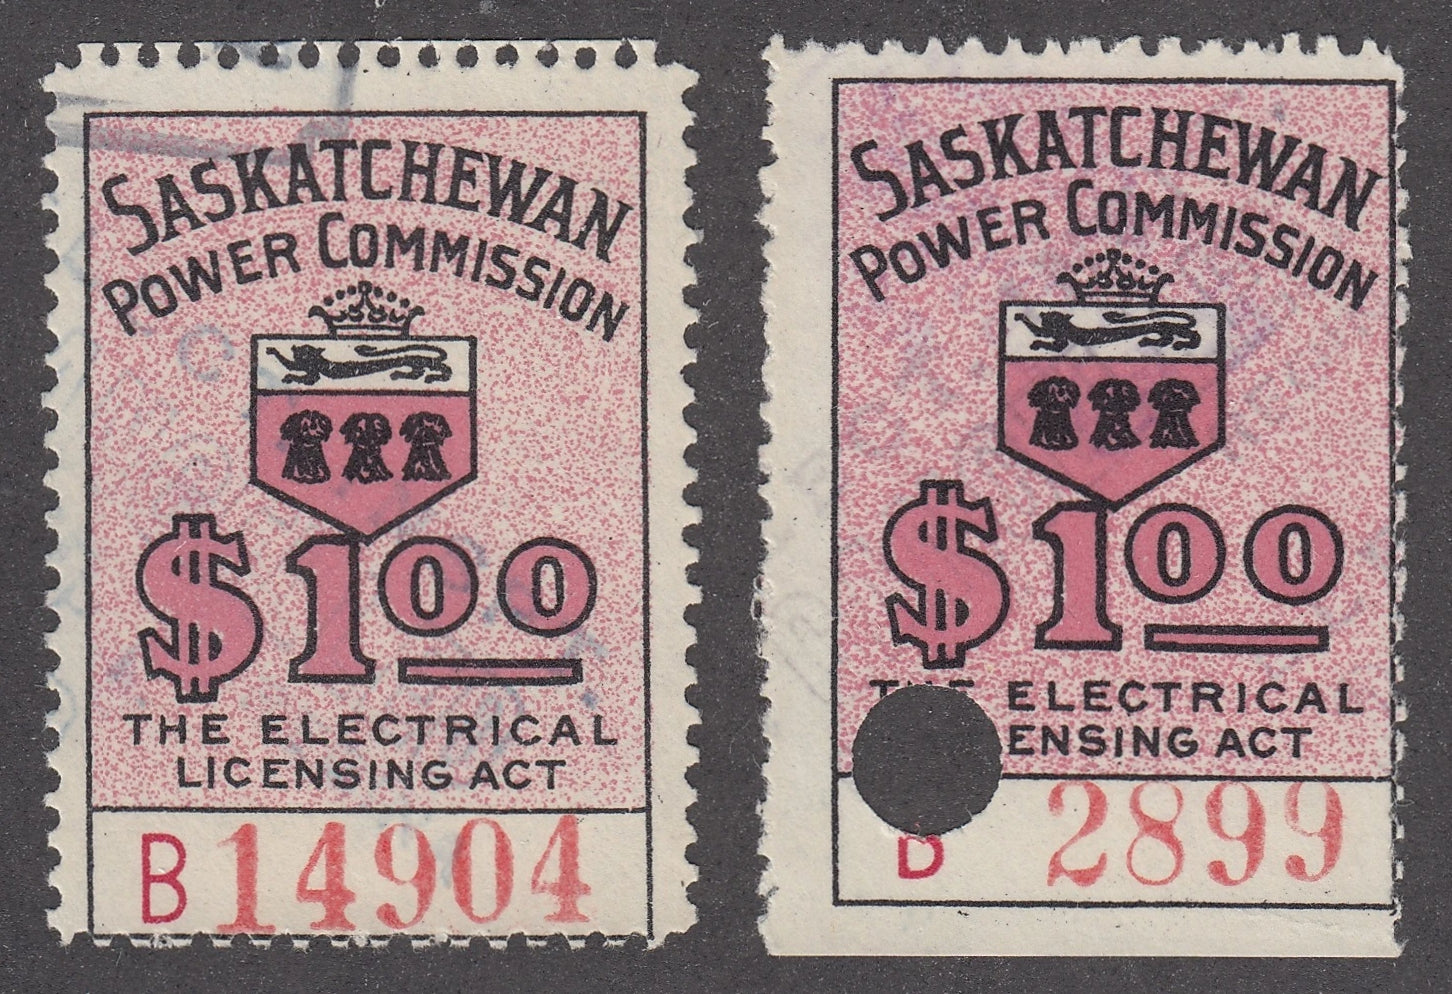 SASKATCHEWAN
POWER COMMISSION
$1.00
THE ELECTRICAL
LICENSING ACT
B 14904
SASKATCHEWAN
POWER COMMISSION
$1.00
ELECTRICAL
ENSING ACT
B 2899